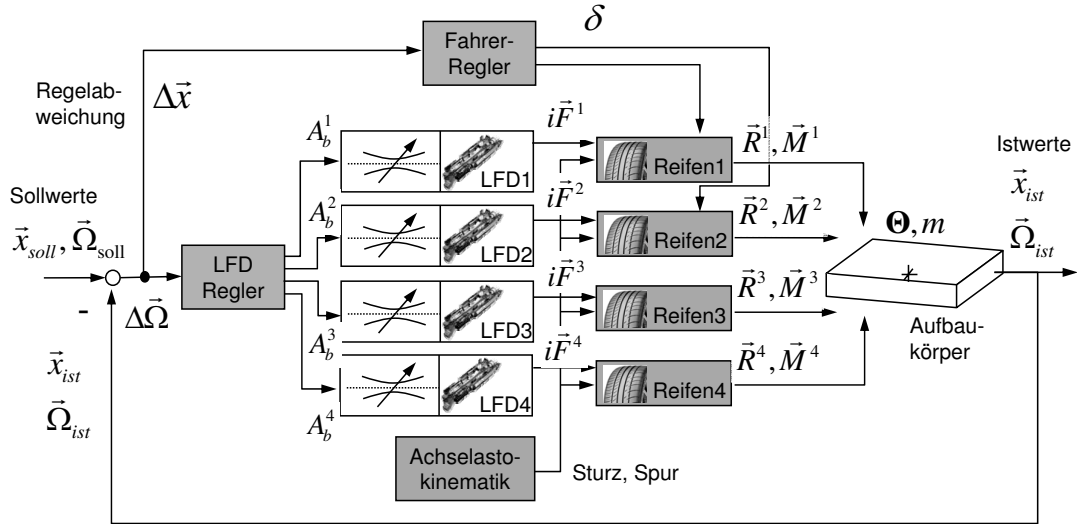 δ
Fahrer-
Regler
Regelab-
weichung
Δx⃗
A_b^1
iF⃗^1
LFD1
Reifen1
R⃗^1, M⃗^1
Istwerte
x⃗_ist
Ω⃗_ist
Sollwerte
x⃗_soll, Ω⃗_soll
A_b^2
iF⃗^2
LFD2
Reifen2
R⃗^2, M⃗^2
Θ, m
LFD
Regler
-
ΔΩ⃗
A_b^3
iF⃗^3
LFD3
Reifen3
R⃗^3, M⃗^3
Aufbau-
körper
x⃗_ist
Ω⃗_ist
A_b^4
iF⃗^4
LFD4
Reifen4
R⃗^4, M⃗^4
Achselasto-
kinematik
Sturz, Spur